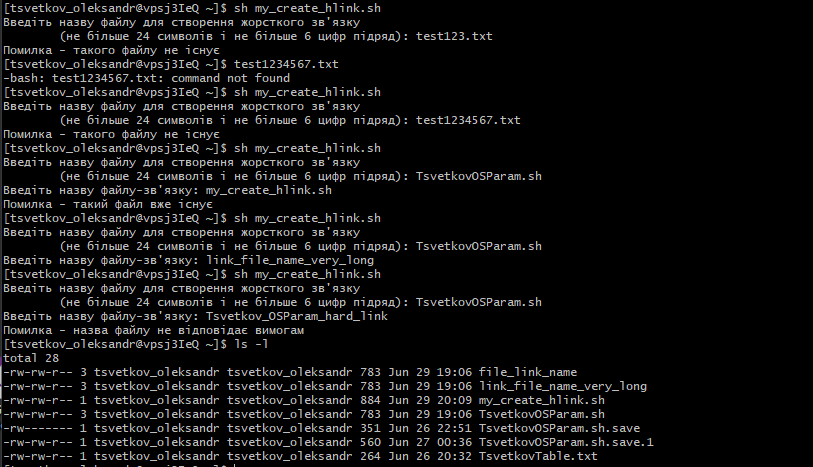 [tsvetkov_oleksandr@vpsj3IeQ ~]$ sh my_create_hlink.sh
Введіть назву файлу для створення жорсткого зв'язку
(не більше 24 символів і не більше 6 цифр підряд): test123.txt
Помилка - такого файлу не існує
[tsvetkov_oleksandr@vpsj3IeQ ~]$ test1234567.txt
-bash: test1234567.txt: command not found
[tsvetkov_oleksandr@vpsj3IeQ ~]$ sh my_create_hlink.sh
Введіть назву файлу для створення жорсткого зв'язку
(не більше 24 символів і не більше 6 цифр підряд): test1234567.txt
Помилка - такого файлу не існує
[tsvetkov_oleksandr@vpsj3IeQ ~]$ sh my_create_hlink.sh
Введіть назву файлу для створення жорсткого зв'язку
(не більше 24 символів і не більше 6 цифр підряд): TsvetkovOSParam.sh
Введіть назву файлу-зв'язку: my_create_hlink.sh
Помилка - такий файл вже існує
[tsvetkov_oleksandr@vpsj3IeQ ~]$ sh my_create_hlink.sh
Введіть назву файлу для створення жорсткого зв'язку
(не більше 24 символів і не більше 6 цифр підряд): TsvetkovOSParam.sh
Введіть назву файлу-зв'язку: link_file_name_very_long
[tsvetkov_oleksandr@vpsj3IeQ ~]$ sh my_create_hlink.sh
Введіть назву файлу для створення жорсткого зв'язку
(не більше 24 символів і не більше 6 цифр підряд): TsvetkovOSParam.sh
Введіть назву файлу-зв'язку: Tsvetkov_OSParam_hard_link
Помилка - назва файлу не відповідає вимогам
[tsvetkov_oleksandr@vpsj3IeQ ~]$ ls -l
total 28
-rw-rw-r-- 3 tsvetkov_oleksandr tsvetkov_oleksandr 783 Jun 29 19:06 file_link_name
-rw-rw-r-- 3 tsvetkov_oleksandr tsvetkov_oleksandr 783 Jun 29 19:06 link_file_name_very_long
-rw-rw-r-- 1 tsvetkov_oleksandr tsvetkov_oleksandr 884 Jun 29 20:09 my_create_hlink.sh
-rw-rw-r-- 3 tsvetkov_oleksandr tsvetkov_oleksandr 783 Jun 29 19:06 TsvetkovOSParam.sh
-rw------- 1 tsvetkov_oleksandr tsvetkov_oleksandr 351 Jun 26 22:51 TsvetkovOSParam.sh.save
-rw-rw-r-- 1 tsvetkov_oleksandr tsvetkov_oleksandr 560 Jun 27 00:36 TsvetkovOSParam.sh.save.1
-rw-rw-r-- 1 tsvetkov_oleksandr tsvetkov_oleksandr 264 Jun 26 20:32 TsvetkovTable.txt